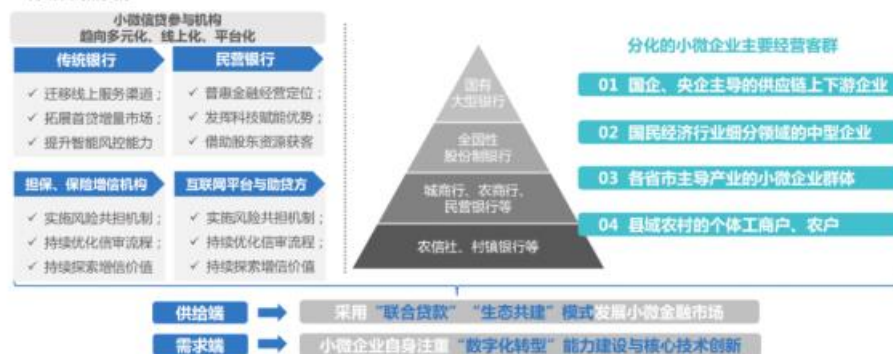 小微信贷参与机构
趋向多元化、线上化、平台化
传统银行
迁移线上服务渠道；
拓展首贷增量市场；
提升智能风控能力
民营银行
普惠金融经营定位；
发挥科技赋能优势；
借助股东资源获客
担保、保险增信机构
实施风险共担机制；
持续优化信审流程；
持续探索增信价值
互联网平台与助贷方
实施风险共担机制；
持续优化信审流程；
持续探索增信价值
国有
大型银行
全国性
股份制银行
城商行、农商行、
民营银行等
农信社、村镇银行等
分化的小微企业主要经营客群
01 国企、央企主导的供应链上下游企业
02 国民经济行业细分领域的中型企业
03 各省市主导产业的小微企业群体
04 县域农村的个体工商户、农户
供给端
采用“联合贷款”“生态共建”模式发展小微金融市场
需求端
小微企业自身注重“数字化转型”能力建设与核心技术创新